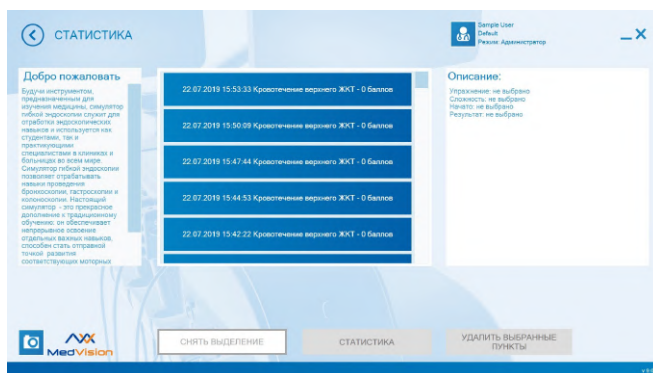 СТАТИСТИКА
Sample User
Default
Режим: Администратор
Добро пожаловать
Будучи инструментом,
предназначенным для
изучения медицины, симулятор
гибкой эндоскопии служит для
отработки эндоскопических
навыков и используется как
студентами, так и
практикующими
специалистами в клиниках и
больницах во всем мире.
Симулятор гибкой эндоскопии
позволяет отрабатывать
навыки проведения
бронхоскопии, гастроскопии и
колоноскопии. Настоящий
симулятор - это прекрасное
дополнение к традиционному
обучению: он обеспечивает
непрерывное освоение
отдельных важных навыков,
способен стать отправной
точкой развития
соответствующих моторных
22.07.2019 15:53:33 Кровотечение верхнего ЖКТ - 0 баллов
22.07.2019 15:50:09 Кровотечение верхнего ЖКТ - 0 баллов
22.07.2019 15:47:44 Кровотечение верхнего ЖКТ - 0 баллов
22.07.2019 15:44:53 Кровотечение верхнего ЖКТ - 0 баллов
22.07.2019 15:42:22 Кровотечение верхнего ЖКТ - 0 баллов
Описание:
Упражнение: не выбрано
Сложность: не выбрано
Начато: не выбрано
Результат: не выбрано
MedVision
СНЯТЬ ВЫДЕЛЕНИЕ
СТАТИСТИКА
УДАЛИТЬ ВЫБРАННЫЕ
ПУНКТЫ